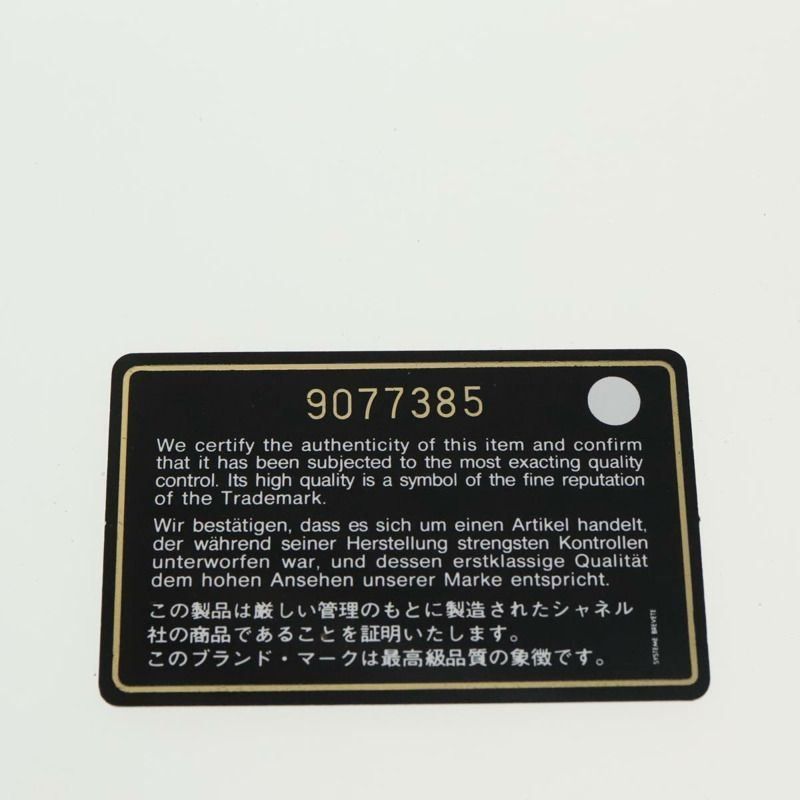 9077385
We certify the authenticity of this item and confirm
that it has been subjected to the most exacting quality
control. Its high quality is a symbol of the fine reputation
of the Trademark.
Wir bestätigen, dass es sich um einen Artikel handelt,
der während seiner Herstellung strengsten Kontrollen
unterworfen war, und dessen erstklassige Qualität
dem hohen Ansehen unserer Marke entspricht.
この製品は厳しい管理のもとに製造されたシャネル
社の商品であることを証明いたします。
このブランド・マークは最高級品質の象徴です。
SYSTEME BREVETE